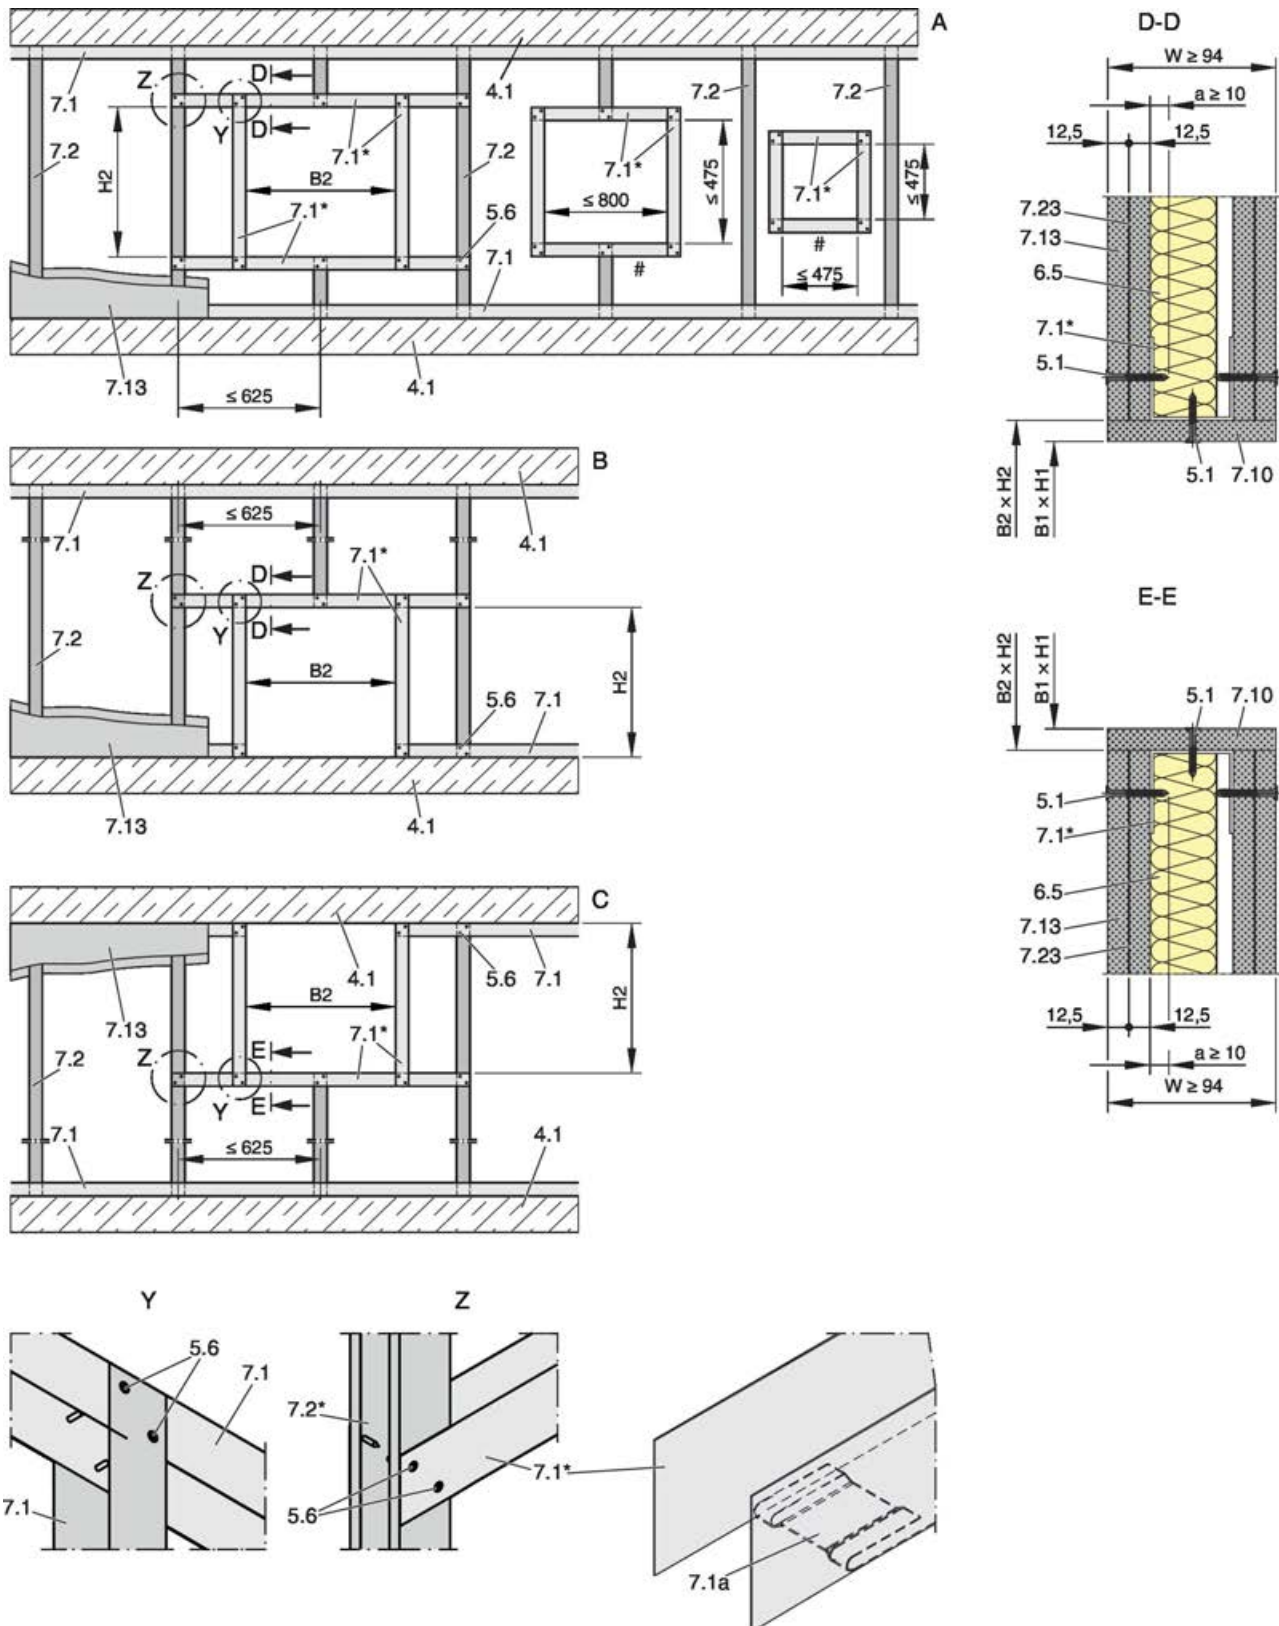 A
Z
D
4.1
4.1
7.2
7.2
7.1
Y
D
7.1*
7.1*
7.1*
7.2
H2
B2
7.2
≤ 475
≤ 475
≤ 800
7.1*
5.6
7.1
#
#
≤ 475
7.13
4.1
≤ 625
B
≤ 625
7.1
4.1
7.1*
Z
D
Y
D
7.2
B2
H2
5.6
7.1
7.13
4.1
C
4.1
5.6
7.1
B2
H2
7.13
7.1*
7.2
Z
E
Y
E
7.1
≤ 625
4.1
D-D
W ≥ 94
a ≥ 10
12,5
12,5
7.23
7.13
6.5
7.1*
5.1
5.1
7.10
B2 × H2
B1 × H1
E-E
B2 × H2
B1 × H1
5.1
7.10
5.1
7.1*
6.5
7.13
7.23
12,5
12,5
a ≥ 10
W ≥ 94
Y
5.6
7.1
7.1
Z
7.2*
7.1*
5.6
7.1a